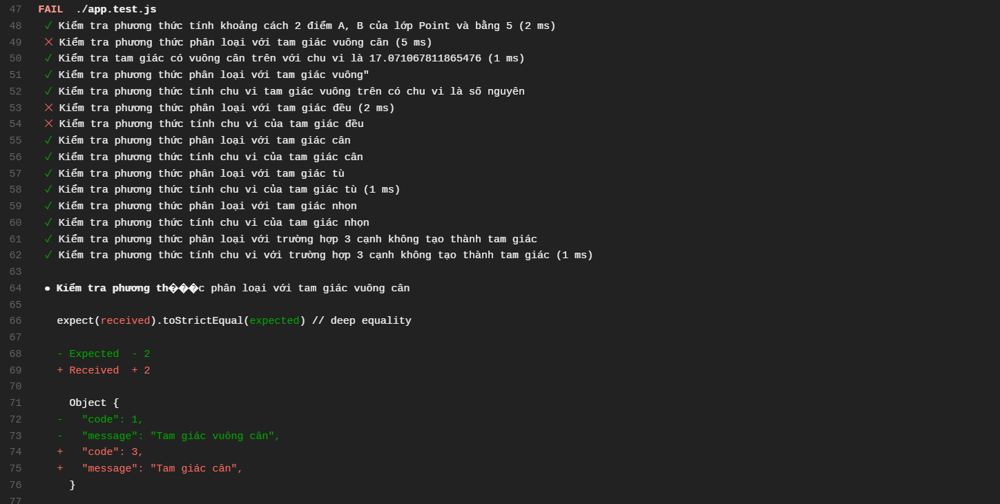 47 FAIL ./app.test.js
48 ✓ Kiểm tra phương thức tính khoảng cách 2 điểm A, B của lớp Point và bằng 5 (2 ms)
49 ✕ Kiểm tra phương thức phân loại với tam giác vuông cân (5 ms)
50 ✓ Kiểm tra tam giác có vuông cân trên với chu vi là 17.071067811865476 (1 ms)
51 ✓ Kiểm tra phương thức phân loại với tam giác vuông"
52 ✓ Kiểm tra phương thức tính chu vi tam giác vuông trên có chu vi là số nguyên
53 ✕ Kiểm tra phương thức phân loại với tam giác đều (2 ms)
54 ✕ Kiểm tra phương thức tính chu vi của tam giác đều
55 ✓ Kiểm tra phương thức phân loại với tam giác cân
56 ✓ Kiểm tra phương thức tính chu vi của tam giác cân
57 ✓ Kiểm tra phương thức phân loại với tam giác tù
58 ✓ Kiểm tra phương thức tính chu vi của tam giác tù (1 ms)
59 ✓ Kiểm tra phương thức phân loại với tam giác nhọn
60 ✓ Kiểm tra phương thức tính chu vi của tam giác nhọn
61 ✓ Kiểm tra phương thức phân loại với trường hợp 3 cạnh không tạo thành tam giác
62 ✓ Kiểm tra phương thức tính chu vi với trường hợp 3 cạnh không tạo thành tam giác (1 ms)
63
64 ● Kiểm tra phương th���c phân loại với tam giác vuông cân
65
66 expect(received).toStrictEqual(expected) // deep equality
67
68 - Expected - 2
69 + Received + 2
70
71 Object {
72 - "code": 1,
73 - "message": "Tam giác vuông cân",
74 + "code": 3,
75 + "message": "Tam giác cân",
76 }
77